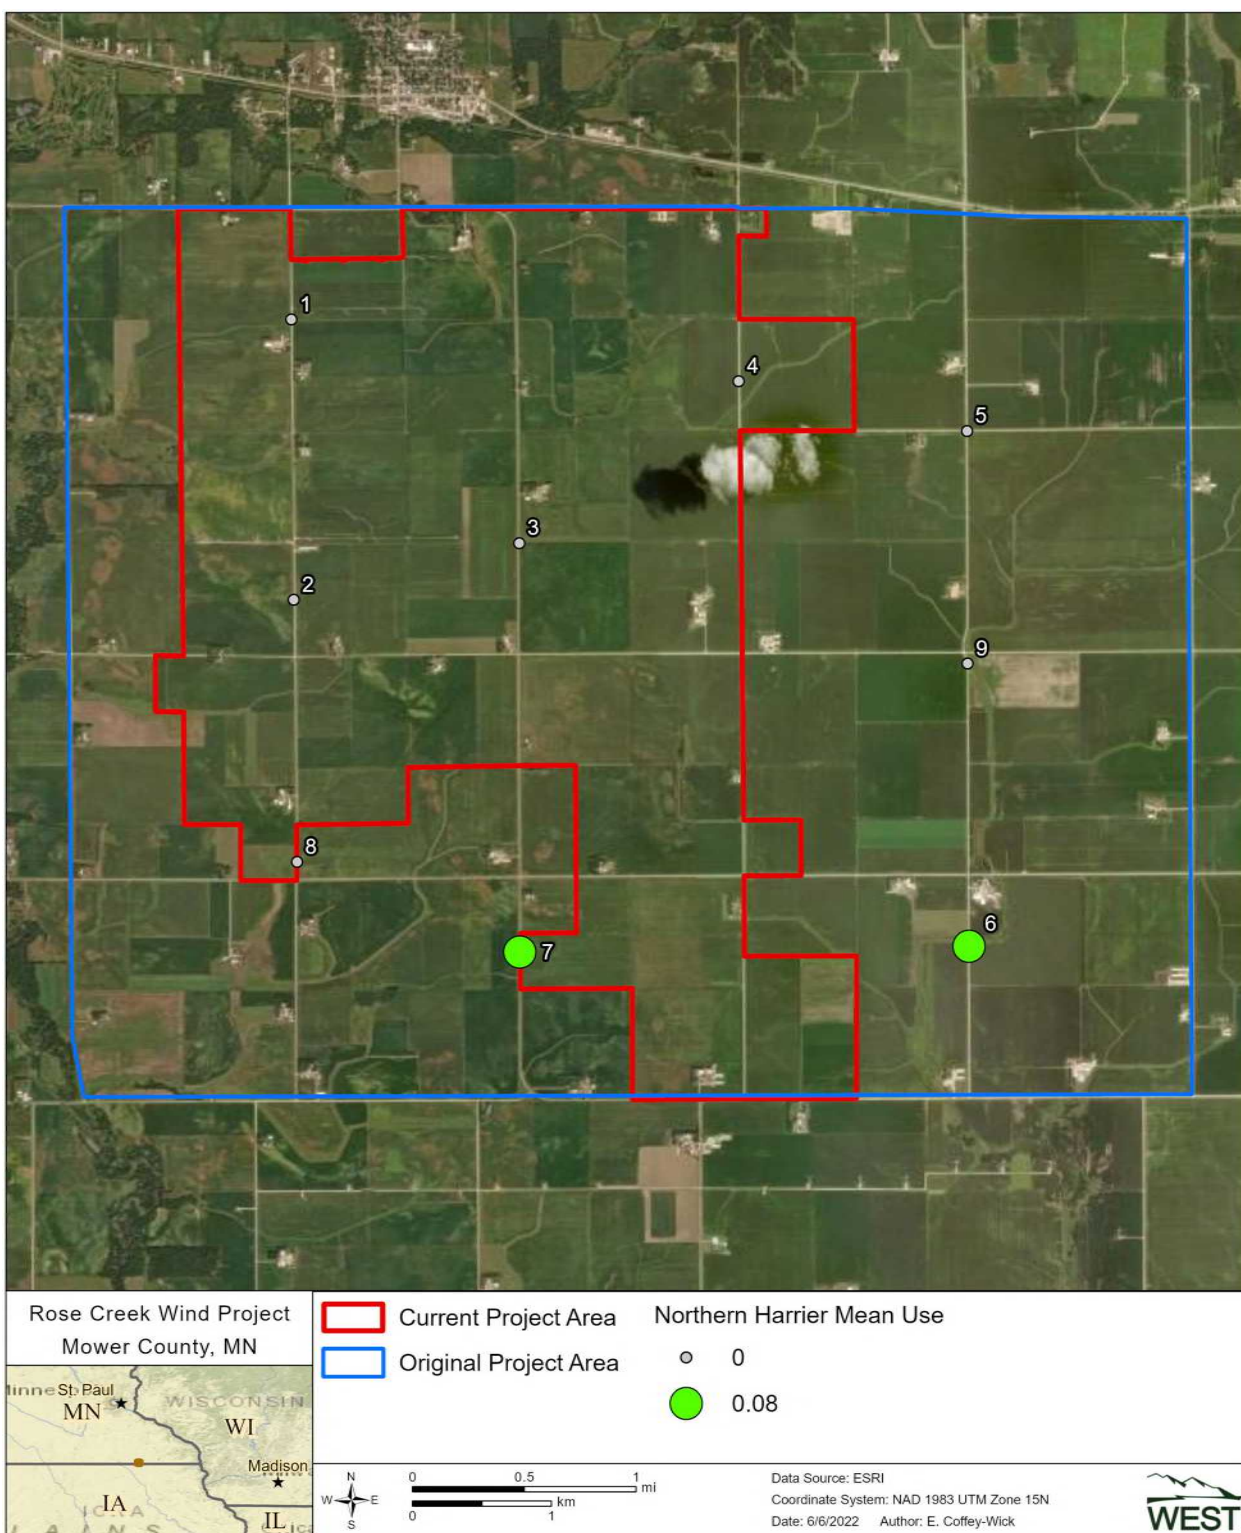 1
4
5
3
2
9
8
6
7
Rose Creek Wind Project
Mower County, MN
Current Project Area
Original Project Area
Northern Harrier Mean Use
0
0.08
St. Paul
MN
WISCONSIN
WI
Madison
IA
IL
N
W E
S
0 0.5 1
mi
km
0 1
Data Source: ESRI
Coordinate System: NAD 1983 UTM Zone 15N
Date: 6/6/2022 Author: E. Coffey-Wick
WEST